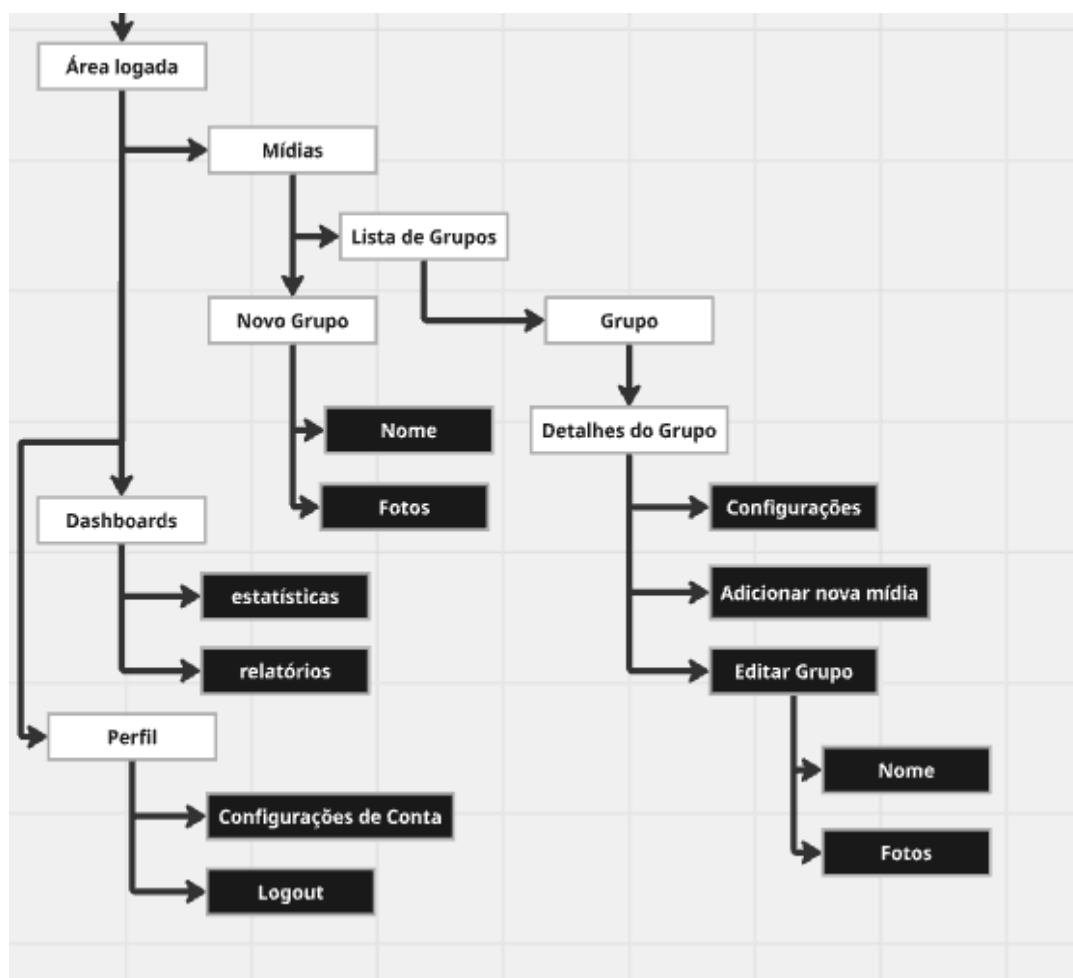 Área logada
Mídias
Lista de Grupos
Novo Grupo
Grupo
Nome
Detalhes do Grupo
Fotos
Configurações
Dashboards
estatísticas
Adicionar nova mídia
relatórios
Editar Grupo
Perfil
Nome
Configurações de Conta
Fotos
Logout